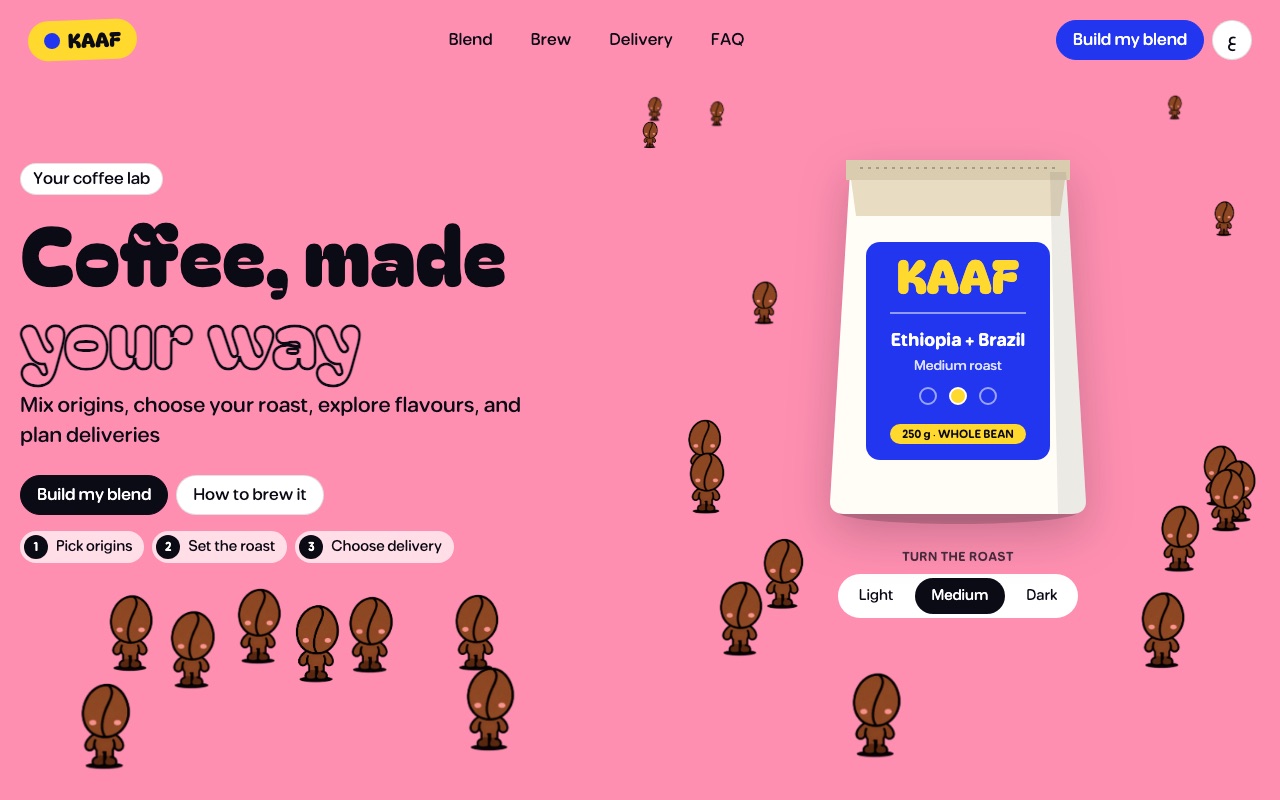 KAAF
Blend
Brew
Delivery
FAQ
Build my blend
ع
Your coffee lab
Coffee, made
your way
Mix origins, choose your roast, explore flavours, and
plan deliveries
Build my blend
How to brew it
1 Pick origins
2 Set the roast
3 Choose delivery
KAAF
Ethiopia + Brazil
Medium roast
250 g · WHOLE BEAN
TURN THE ROAST
Light
Medium
Dark